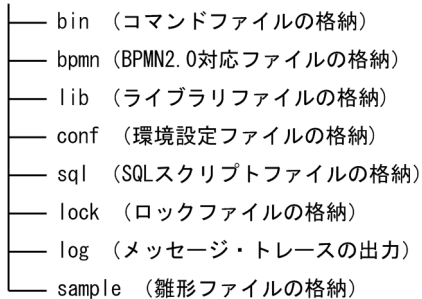 bin （コマンドファイルの格納）
bpmn（BPMN2.0対応ファイルの格納）
lib （ライブラリファイルの格納）
conf （環境設定ファイルの格納）
sql （SQLスクリプトファイルの格納）
lock （ロックファイルの格納）
log （メッセージ・トレースの出力）
sample （雛形ファイルの格納）